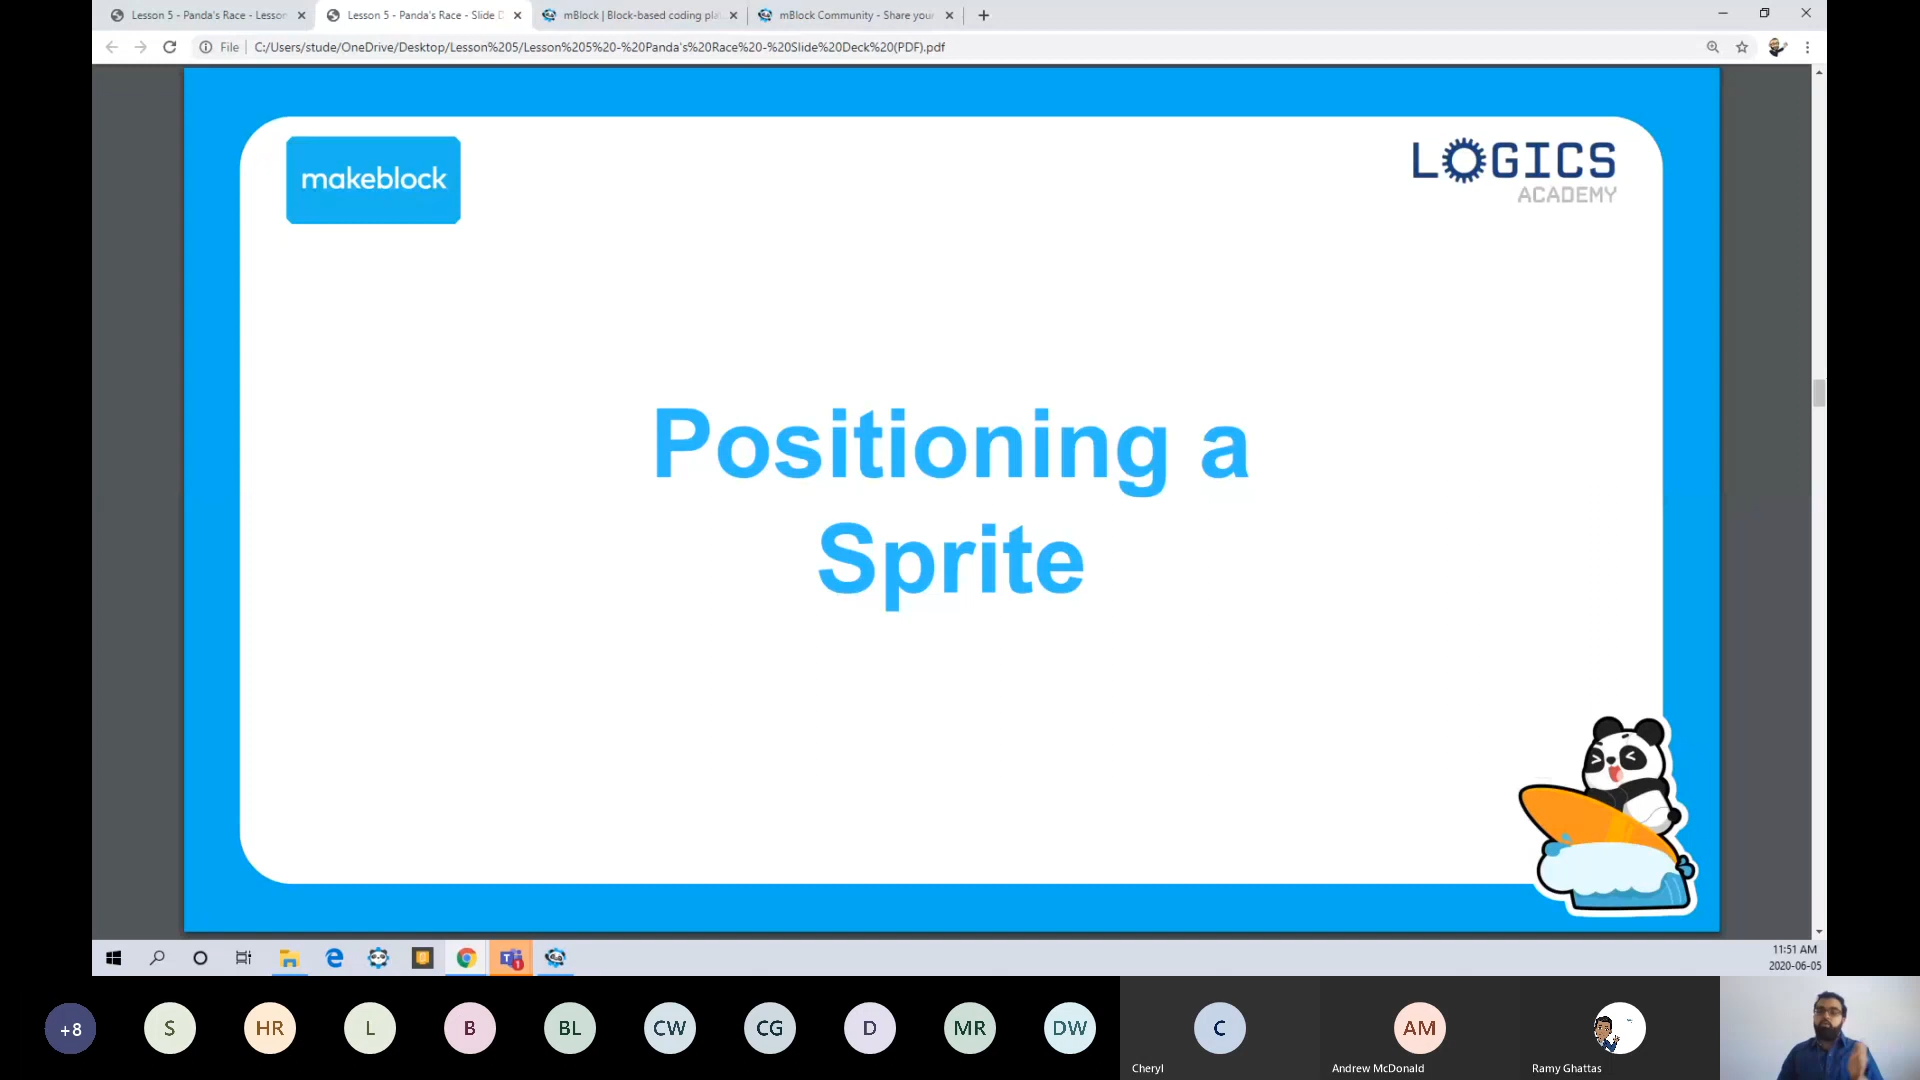 Lesson 5 - Panda's Race - Lesson
Lesson 5 - Panda's Race - Slide D
mBlock | Block-based coding pla
mBlock Community - Share your
File
C:/Users/stude/OneDrive/Desktop/Lesson%205/Lesson%205%20-%20Panda's%20Race%20-%20Slide%20Deck%20(PDF).pdf
makeblock
LOGICS
ACADEMY
Positioning a
Sprite
11:51 AM
2020-06-05
+8
S
HR
L
B
BL
CW
CG
D
MR
DW
C
AM
Cheryl
Andrew McDonald
Ramy Ghattas